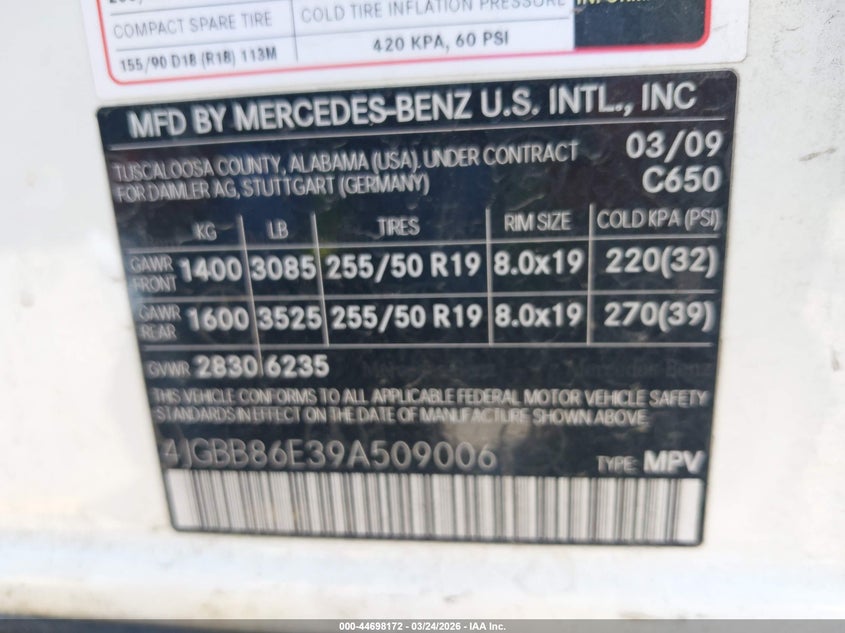 COMPACT SPARE TIRE
COLD TIRE INFLATION PRESSURE
155/90 D18 (R18) 113M
420 KPA, 60 PSI
MFD BY MERCEDES-BENZ U.S. INTL., INC
TUSCALOOSA COUNTY, ALABAMA (USA), UNDER CONTRACT
FOR DAIMLER AG, STUTTGART (GERMANY)
03/09
C650
KG LB TIRES RIM SIZE COLD KPA (PSI)
GAWR FRONT 1400 3085 255/50 R19 8.0x19 220(32)
GAWR REAR 1600 3525 255/50 R19 8.0x19 270(39)
GVWR 2830 6235
Mercedes-Benz
THIS VEHICLE CONFORMS TO ALL APPLICABLE FEDERAL MOTOR VEHICLE SAFETY
STANDARDS IN EFFECT ON THE DATE OF MANUFACTURE SHOWN ABOVE.
4JGBB86E39A509006
TYPE: MPV
000-44698172 - 03/24/2026 - IAA Inc.